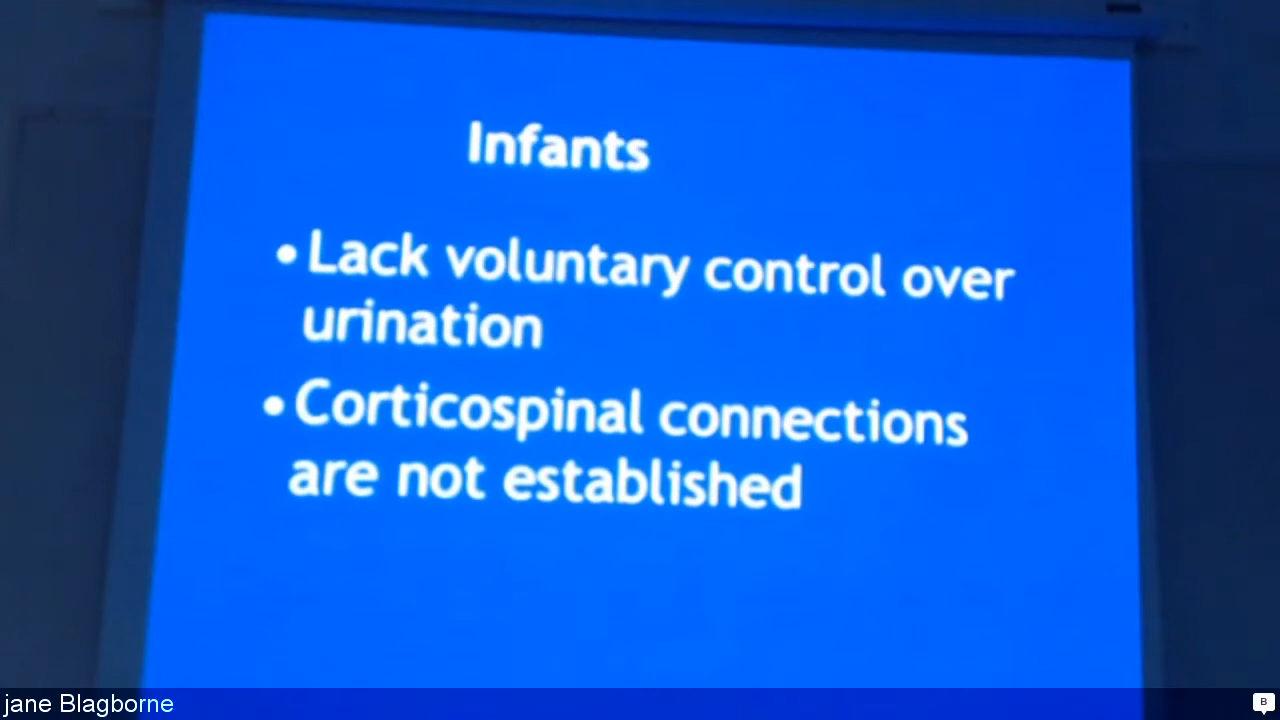 Infants
•Lack voluntary control over
urination
•Corticospinal connections
are not established
jane Blagborne
B